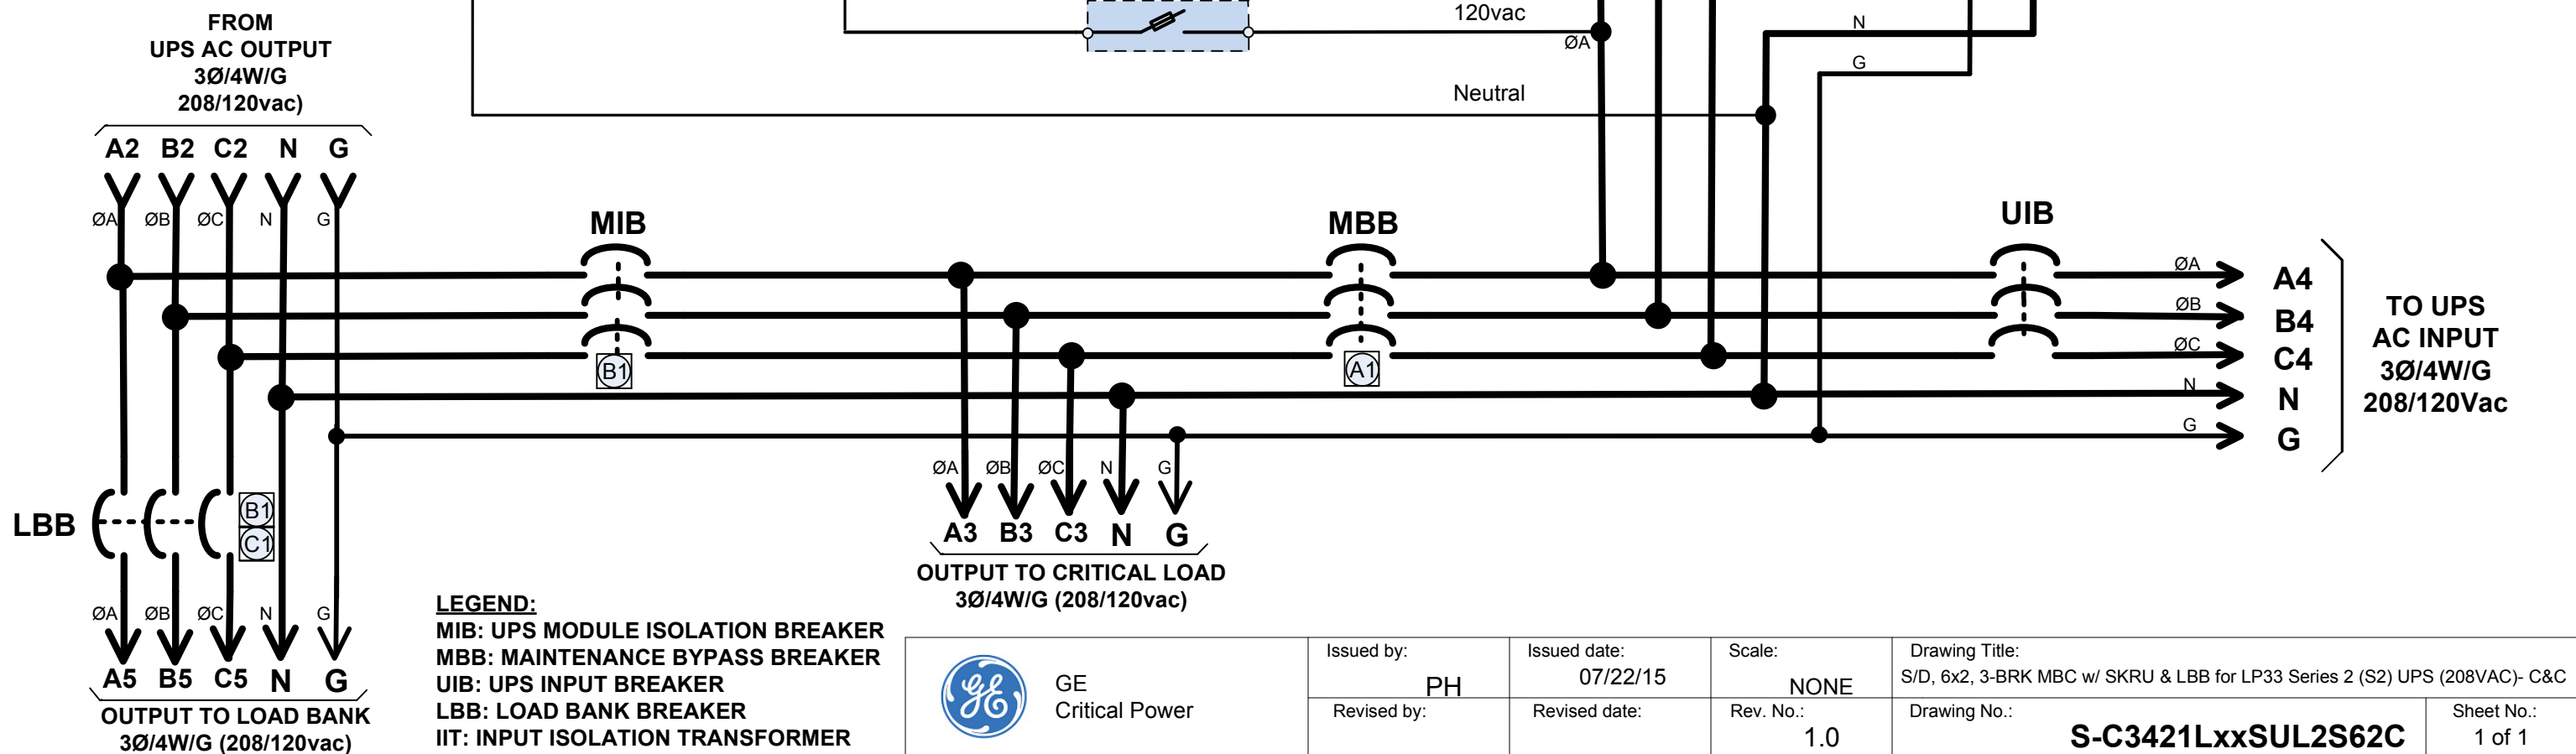 FROM
UPS AC OUTPUT
3Ø/4W/G
208/120vac)
A2 B2 C2 N G
ØA ØB ØC N G
120vac
ØA
Neutral
N
G
MIB
MBB
UIB
B1
A1
ØA
ØB
ØC
N
G
A4
B4
C4
N
G
TO UPS
AC INPUT
3Ø/4W/G
208/120Vac
LBB
B1
C1
ØA ØB ØC N G
A3 B3 C3 N G
OUTPUT TO CRITICAL LOAD
3Ø/4W/G (208/120vac)
ØA ØB ØC N G
A5 B5 C5 N G
OUTPUT TO LOAD BANK
3Ø/4W/G (208/120vac)
LEGEND:
MIB: UPS MODULE ISOLATION BREAKER
MBB: MAINTENANCE BYPASS BREAKER
UIB: UPS INPUT BREAKER
LBB: LOAD BANK BREAKER
IIT: INPUT ISOLATION TRANSFORMER
GE
GE
Critical Power
Issued by:
PH
Issued date:
07/22/15
Scale:
NONE
Drawing Title:
S/D, 6x2, 3-BRK MBC w/ SKRU & LBB for LP33 Series 2 (S2) UPS (208VAC)- C&C
Revised by:
Revised date:
Rev. No.:
1.0
Drawing No.:
S-C3421LxxSUL2S62C
Sheet No.:
1 of 1